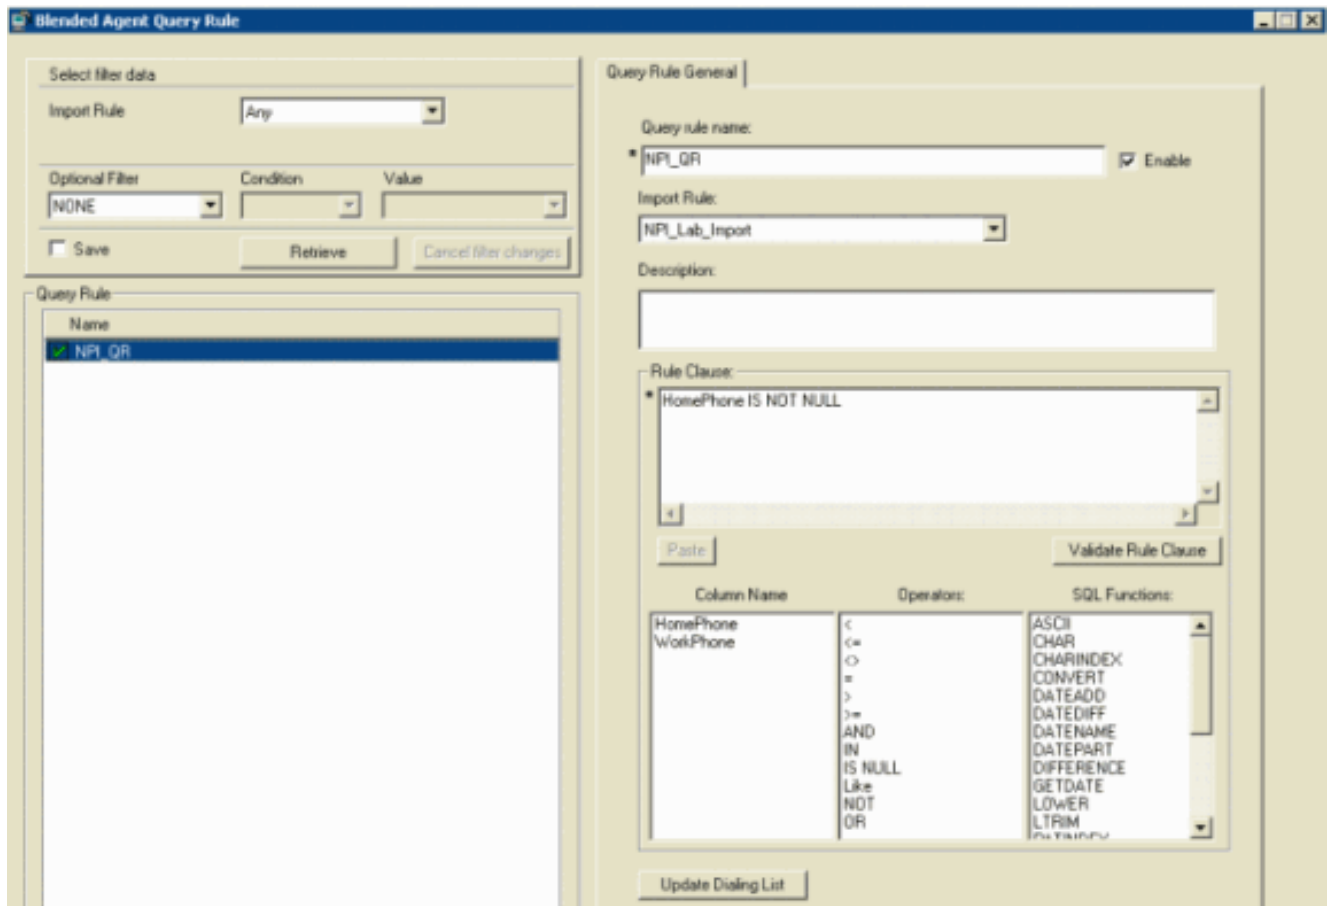 Blended Agent Query Rule
Select filter data
Import Rule
Any
Optional Filter Condition Value
NONE
Save Retrieve Cancel filter changes
Query Rule
Name
NPI_QR
Query Rule General
Query rule name:
* NPI_QR Enable
Import Rule:
NPI_Lab_Import
Description:
Rule Clause:
* HomePhone IS NOT NULL
Paste Validate Rule Clause
Column Name Operators: SQL Functions:
HomePhone
WorkPhone
<
<=
<>
=
>
>=
AND
IN
IS NULL
Like
NOT
OR
ASCII
CHAR
CHARINDEX
CONVERT
DATEADD
DATEDIFF
DATENAME
DATEPART
DIFFERENCE
GETDATE
LOWER
LTRIM
Update Dialing List